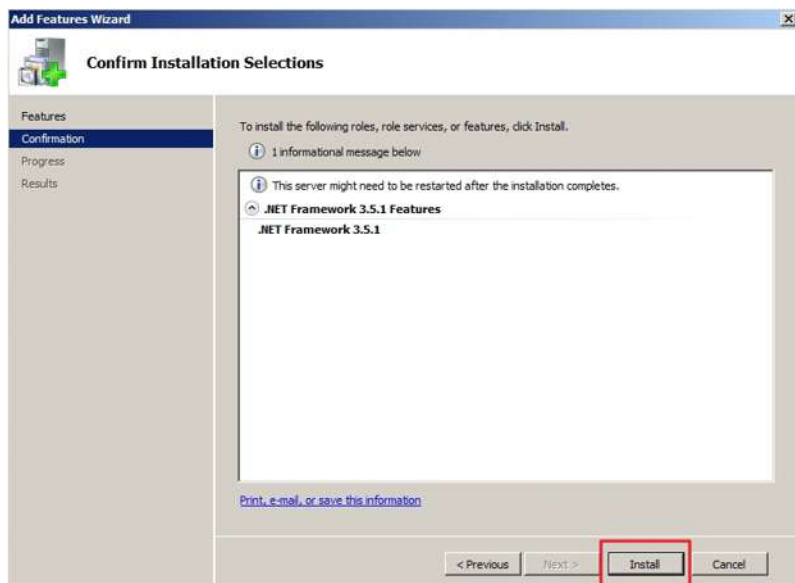 Add Features Wizard
Confirm Installation Selections
Features
Confirmation
Progress
Results
To install the following roles, role services, or features, click Install.
1 informational message below
This server might need to be restarted after the installation completes.
.NET Framework 3.5.1 Features
.NET Framework 3.5.1
Print, e-mail, or save this information
< Previous Next > Install Cancel